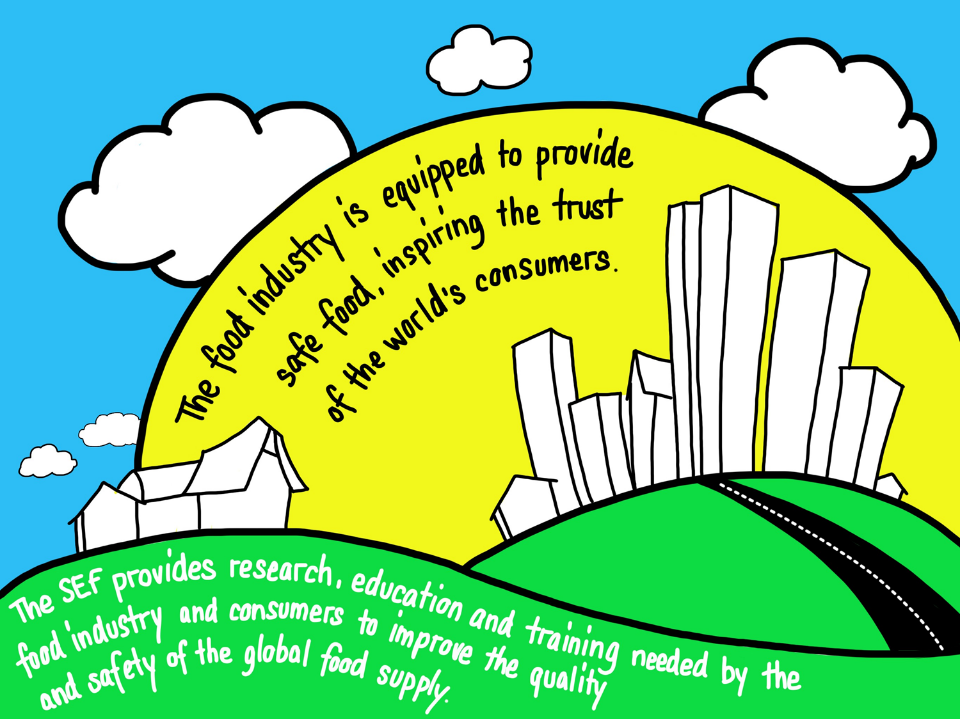 The food industry is equipped to provide
safe food, inspiring the trust
of the world's consumers.
The SEF provides research, education and training needed by the
food industry and consumers to improve the quality
and safety of the global food supply.